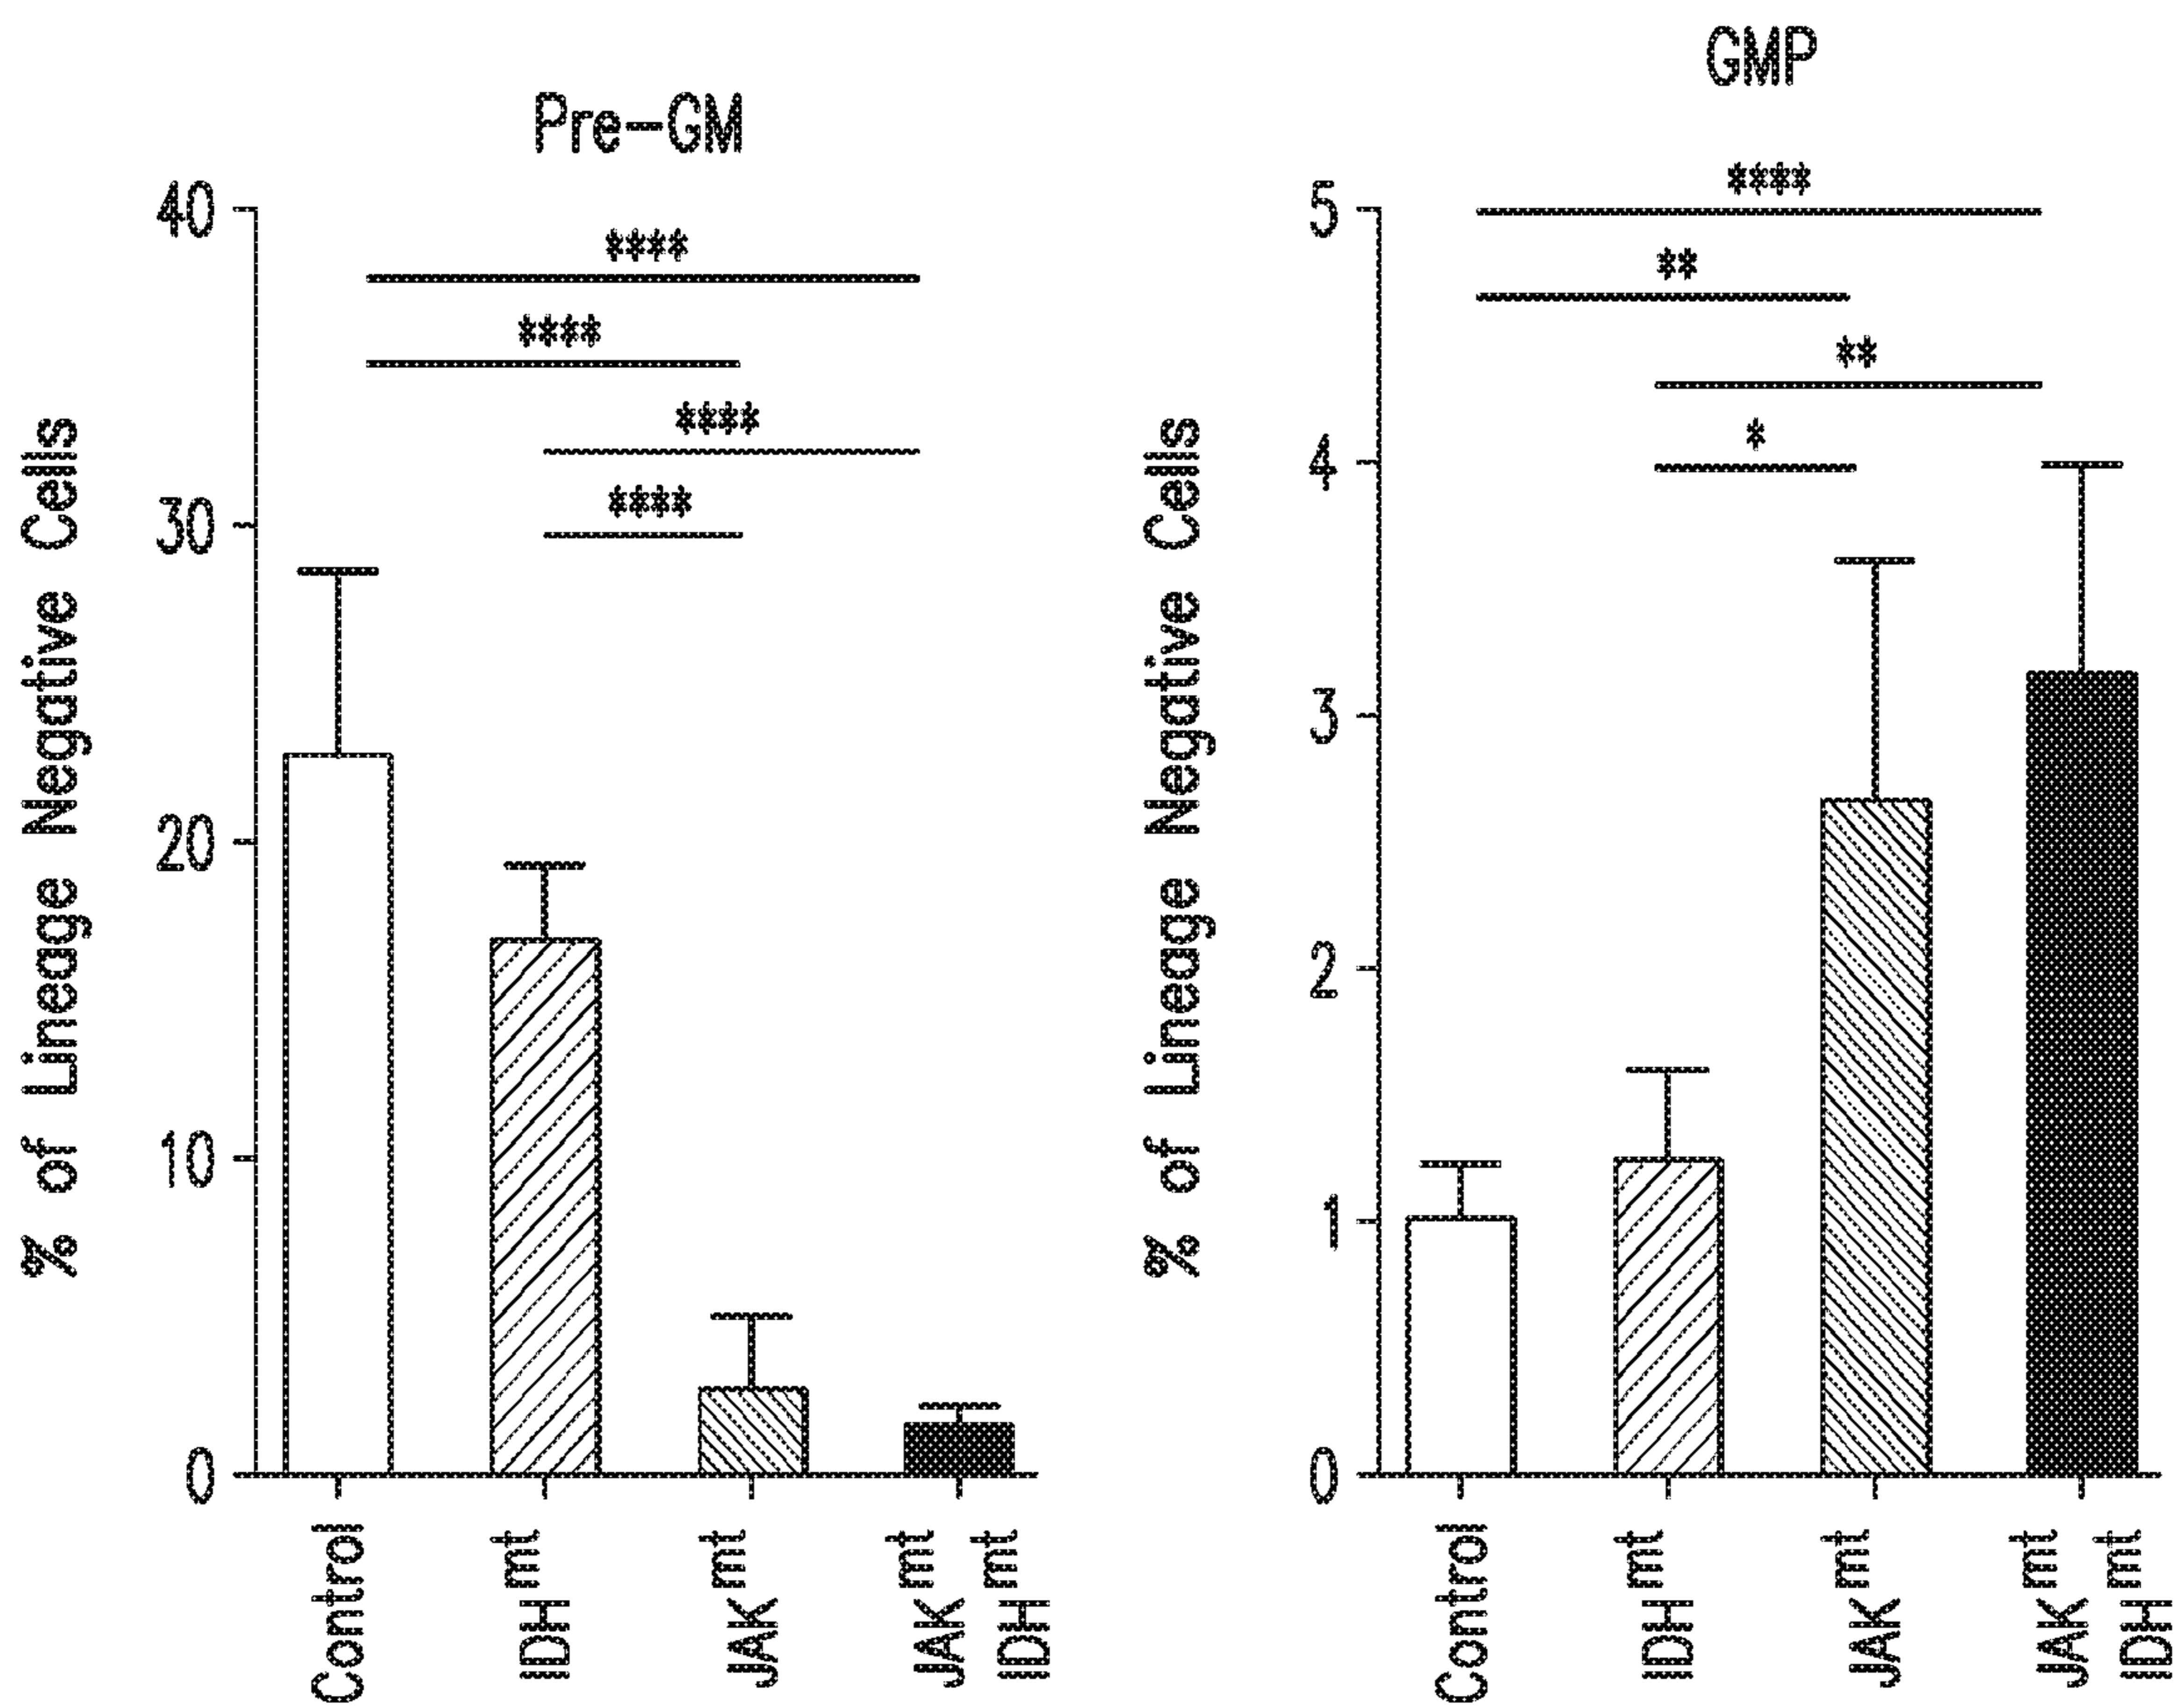 Pre-GM
% of Lineage Negative Cells
40
30
20
10
0
****
****
****
****
Control
IDH mt
JAK mt
JAK mt
IDH mt
GMP
% of Lineage Negative Cells
5
4
3
2
1
0
****
**
**
*
Control
IDH mt
JAK mt
JAK mt
IDH mt